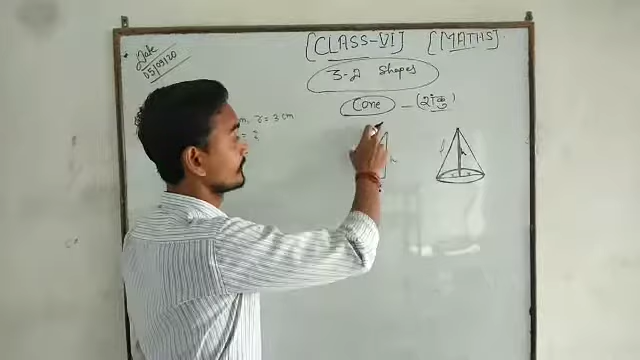 Date
05/09/20
[CLASS-VI] [MATHS]
3-D Shapes
Cone - (शंकु)
m, r = 3 cm
= ?
h
l h